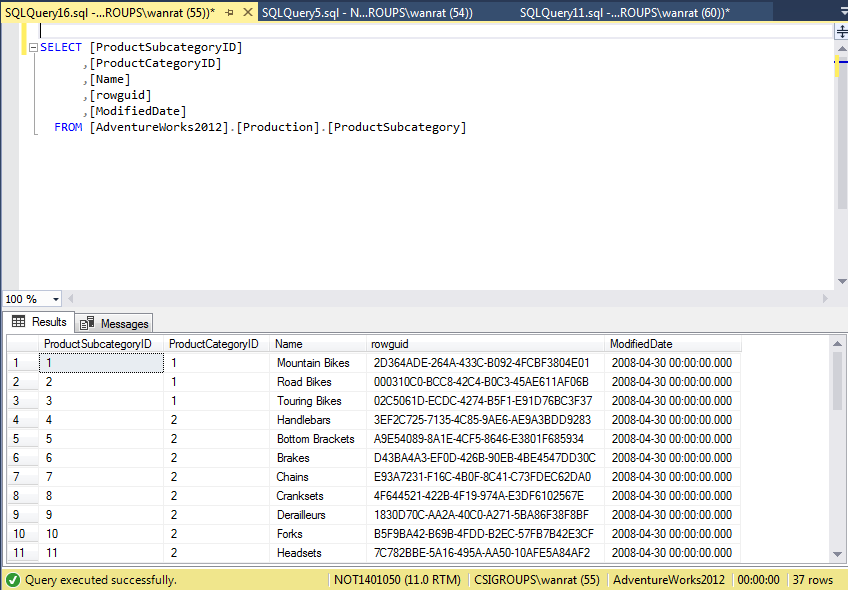 SQLQuery16.sql -...ROUPS\wanrat (55))* SQLQuery5.sql - N...ROUPS\wanrat (54)) SQLQuery11.sql -...ROUPS\wanrat (60))*
SELECT [ProductSubcategoryID]
,[ProductCategoryID]
,[Name]
,[rowguid]
,[ModifiedDate]
FROM [AdventureWorks2012].[Production].[ProductSubcategory]
100 %
Results Messages
ProductSubcategoryID ProductCategoryID Name rowguid ModifiedDate
1 1 1 Mountain Bikes 2D364ADE-264A-433C-B092-4FCBF3804E01 2008-04-30 00:00:00.000
2 2 1 Road Bikes 000310C0-BCC8-42C4-B0C3-45AE611AF06B 2008-04-30 00:00:00.000
3 3 1 Touring Bikes 02C5061D-ECDC-4274-B5F1-E91D76BC3F37 2008-04-30 00:00:00.000
4 4 2 Handlebars 3EF2C725-7135-4C85-9AE6-AE9A3BDD9283 2008-04-30 00:00:00.000
5 5 2 Bottom Brackets A9E54089-8A1E-4CF5-8646-E3801F685934 2008-04-30 00:00:00.000
6 6 2 Brakes D43BA4A3-EF0D-426B-90EB-4BE4547DD30C 2008-04-30 00:00:00.000
7 7 2 Chains E93A7231-F16C-4B0F-8C41-C73FDEC62DA0 2008-04-30 00:00:00.000
8 8 2 Cranksets 4F644521-422B-4F19-974A-E3DF6102567E 2008-04-30 00:00:00.000
9 9 2 Derailleurs 1830D70C-AA2A-40C0-A271-5BA86F38F8BF 2008-04-30 00:00:00.000
10 10 2 Forks B5F9BA42-B69B-4FDD-B2EC-57FB7B42E3CF 2008-04-30 00:00:00.000
11 11 2 Headsets 7C782BBE-5A16-495A-AA50-10AFE5A84AF2 2008-04-30 00:00:00.000
Query executed successfully. NOT1401050 (11.0 RTM) CSIGROUPS\wanrat (55) AdventureWorks2012 00:00:00 37 rows